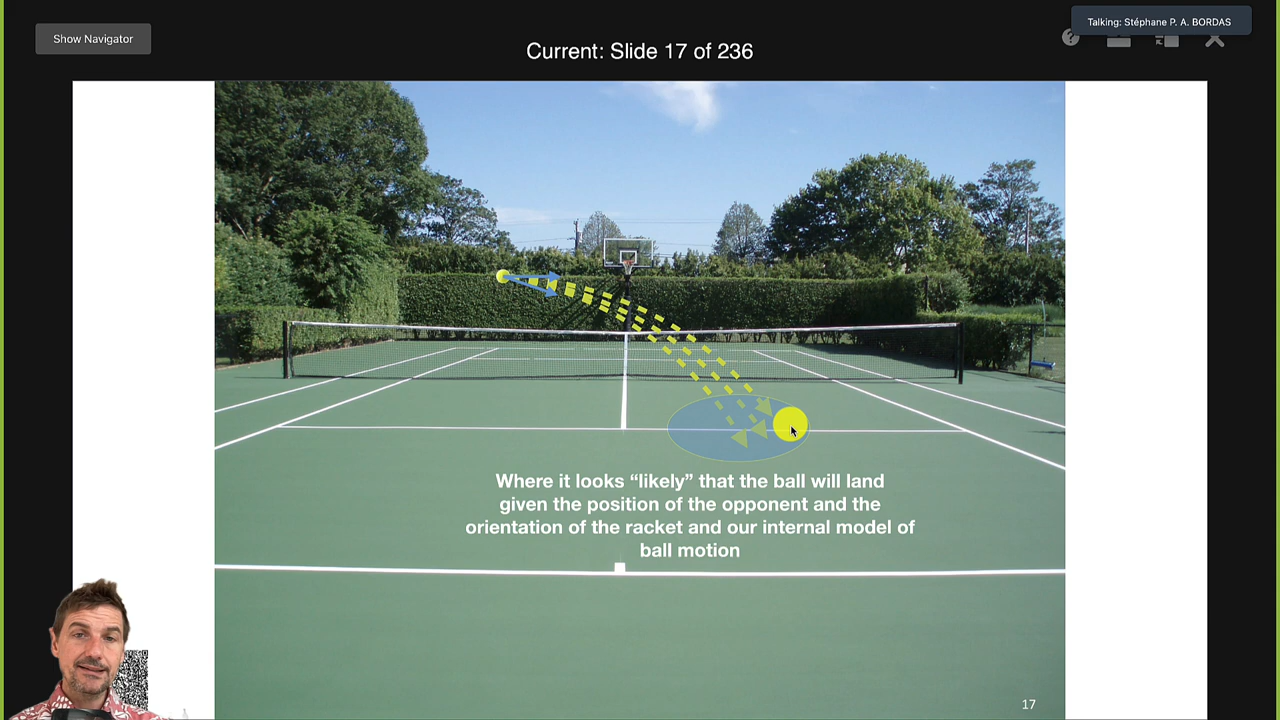 Talking: Stéphane P. A. BORDAS
Show Navigator
Current: Slide 17 of 236
Where it looks “likely” that the ball will land
given the position of the opponent and the
orientation of the racket and our internal model of
ball motion
17